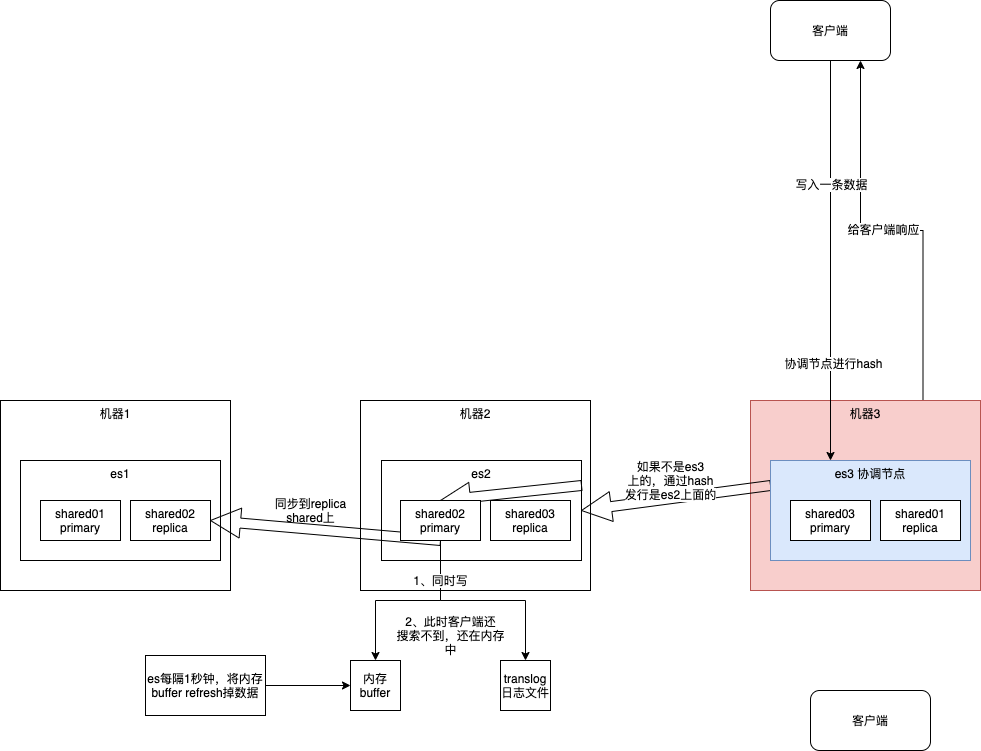 客户端
写入一条数据
给客户端响应
协调节点进行hash
机器1
机器2
机器3
es1
es2
es3 协调节点
如果不是es3
上的，通过hash
发行是es2上面的
shared01
primary
shared02
replica
同步到replica
shared上
shared02
primary
shared03
replica
shared03
primary
shared01
replica
1、同时写
2、此时客户端还
搜索不到，还在内存
中
es每隔1秒钟，将内存
buffer refresh掉数据
内存
buffer
translog
日志文件
客户端